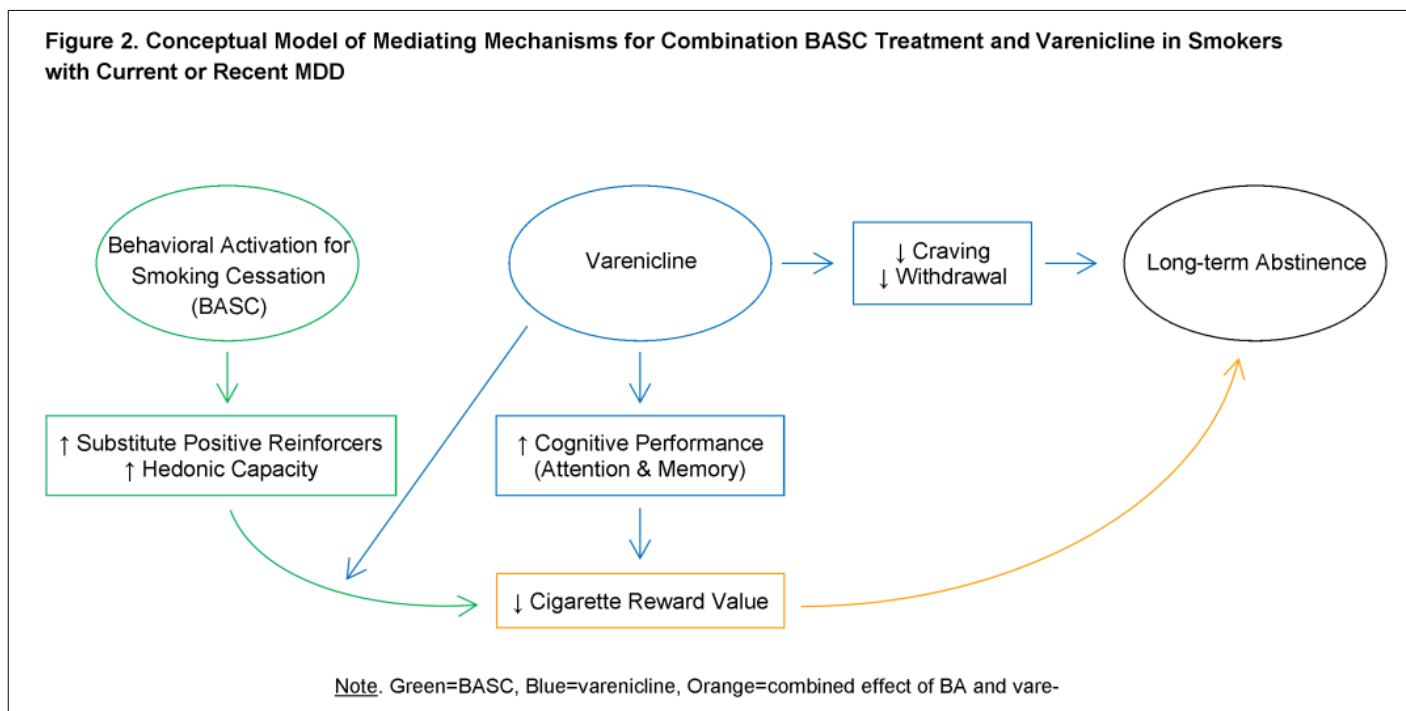 Figure 2. Conceptual Model of Mediating Mechanisms for Combination BASC Treatment and Varenicline in Smokers
with Current or Recent MDD
Behavioral Activation for
Smoking Cessation
(BASC)
Varenicline
↓ Craving
↓ Withdrawal
Long-term Abstinence
↑ Substitute Positive Reinforcers
↑ Hedonic Capacity
↑ Cognitive Performance
(Attention & Memory)
↓ Cigarette Reward Value
Note. Green=BASC, Blue=varenicline, Orange=combined effect of BA and vare-